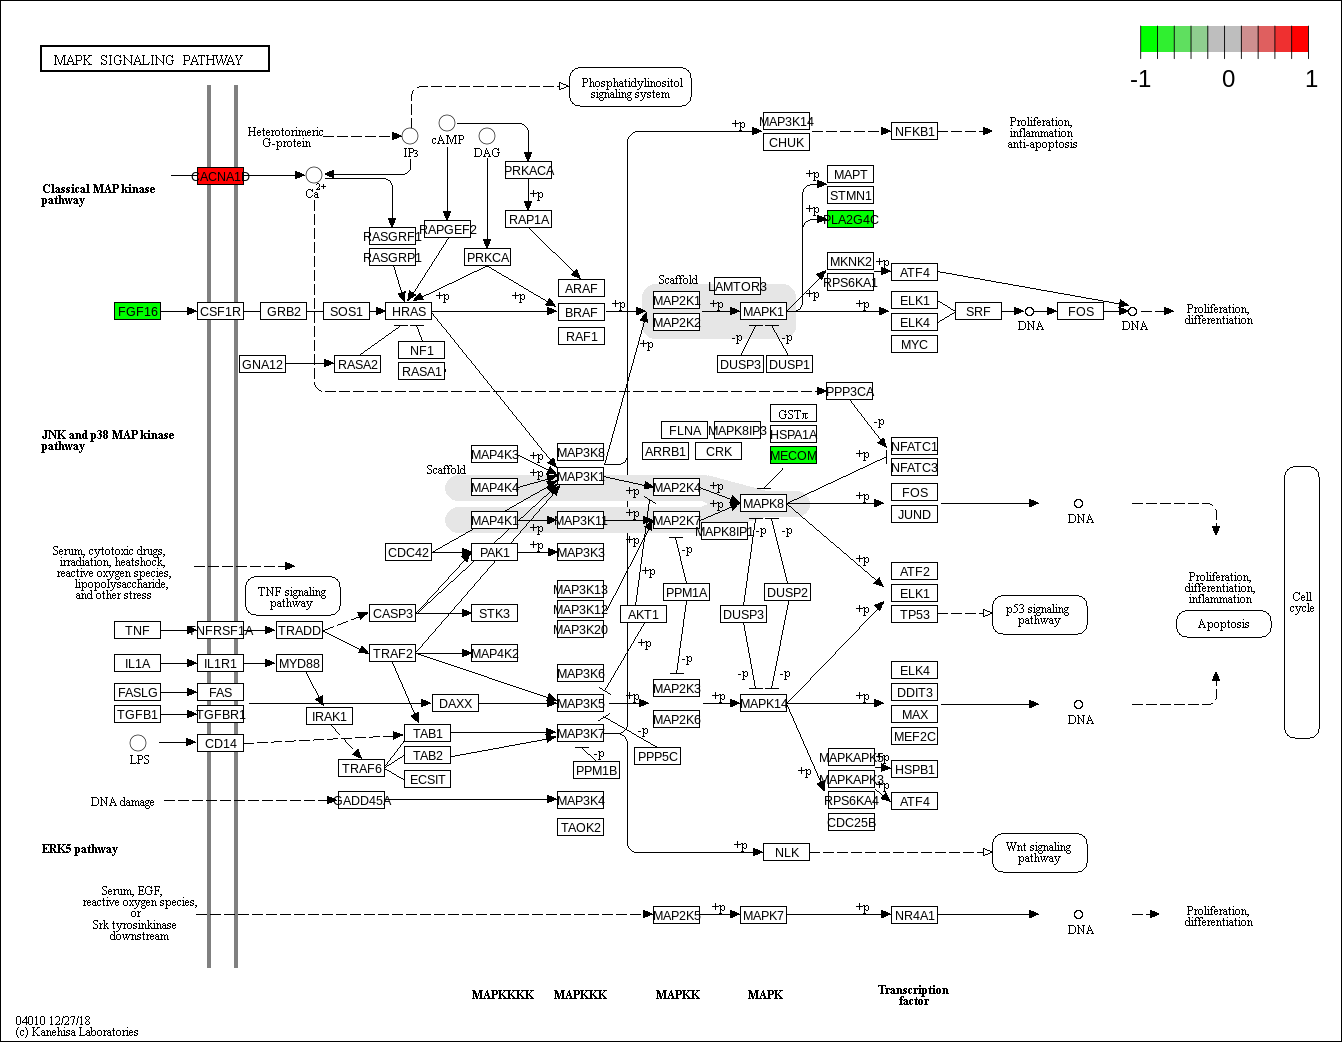 MAPK SIGNALING PATHWAY
-1 0 1
Phosphatidylinositol
signaling system
Heterotorimeric
G-protein
IP3
cAMP
DAG
PRKACA
+p
RAP1A
+p
MAP3K14
CHUK
NFKB1
Proliferation,
inflammation
anti-apoptosis
Classical MAP kinase
pathway
CACNA1D
Ca2+
RASGRF1
RASGRP1
RAPGEF2
PRKCA
+p
MAPT
STMN1
+p
PLA2G4C
MKNK2
+p
RPS6KA1
+p
ATF4
FGF16
CSF1R
GRB2
SOS1
HRAS
+p
+p
ARAF
BRAF
RAF1
+p
+p
Scaffold
MAP2K1
MAP2K2
+p
LAMTOR3
MAPK1
+p
ELK1
ELK4
MYC
SRF
DNA
FOS
DNA
Proliferation,
differentiation
GNA12
RASA2
NF1
RASA1
-p
-p
DUSP3
DUSP1
PPP3CA
-p
JNK and p38 MAP kinase
pathway
Scaffold
MAP4K3
+p
MAP4K4
+p
MAP4K1
+p
MAP3K8
MAP3K1
MAP3K11
MAP3K3
+p
FLNA
MAPK8IP3
ARRB1
CRK
GSTπ
HSPA1A
MECOM
NFATC1
NFATC3
+p
+p
MAP2K4
+p
+p
MAP2K7
+p
+p
MAPK8
MAPK8IP1
+p
FOS
JUND
DNA
CDC42
PAK1
+p
-p
-p
-p
+p
Serum, cytotoxic drugs,
irradiation, heatshock,
reactive oxygen species,
lipopolysaccharide,
and other stress
TNF signaling
pathway
MAP3K13
MAP3K12
MAP3K20
+p
AKT1
PPM1A
DUSP3
DUSP2
+p
ATF2
ELK1
TP53
p53 signaling
pathway
Proliferation,
differentiation,
inflammation
Apoptosis
Cell
cycle
CASP3
STK3
TNF
TNFRSF1A
TRADD
TRAF2
MAP4K2
+p
IL1A
IL1R1
MYD88
MAP3K6
-p
-p
-p
FASLG
FAS
DAXX
MAP3K5
+p
MAP2K3
MAP2K6
+p
MAPK14
+p
ELK4
DDIT3
MAX
MEF2C
DNA
TGFB1
TGFBR1
IRAK1
LPS
CD14
TAB1
TAB2
ECSIT
TRAF6
MAP3K7
-p
-p
PPM1B
PPP5C
+p
MAPKAPK5
+p
HSPB1
MAPKAPK3
+p
RPS6KA4
ATF4
CDC25B
DNA damage
GADD45A
MAP3K4
TAOK2
ERK5 pathway
+p
NLK
Wnt signaling
pathway
Serum, EGF,
reactive oxygen species,
or
Srk tyrosinkinase
downstream
MAP2K5
+p
MAPK7
+p
NR4A1
DNA
Proliferation,
differentiation
MAPKKKK
MAPKKK
MAPKK
MAPK
Transcription
factor
04010 12/27/18
(c) Kanehisa Laboratories